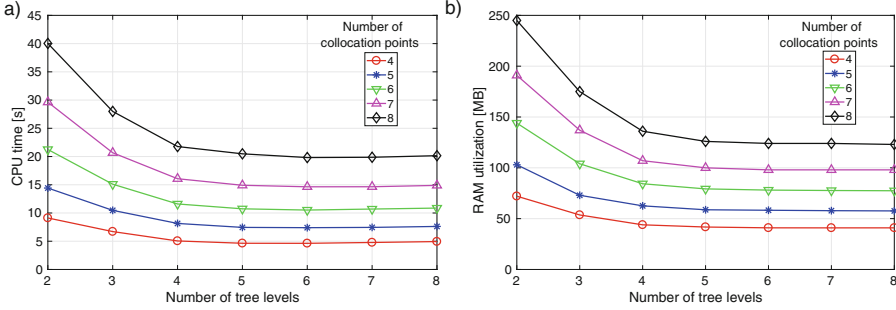 a)
CPU time [s]
45
40
35
30
25
20
15
10
5
0
2 3 4 5 6 7 8
Number of tree levels
Number of
collocation points
4
5
6
7
8
b)
RAM utilization [MB]
250
200
150
100
50
0
2 3 4 5 6 7 8
Number of tree levels
Number of
collocation points
4
5
6
7
8